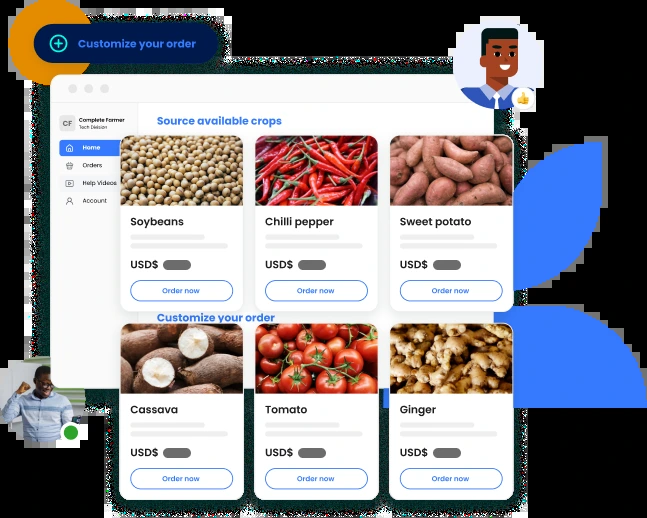 Customize your order
CF
Complete Farmer
Tech Division
Home
Orders
Help Videos
Account
Source available crops
Soybeans
USD$
Order now
Chilli pepper
USD$
Order now
Sweet potato
USD$
Order now
Customize your order
Cassava
USD$
Order now
Tomato
USD$
Order now
Ginger
USD$
Order now